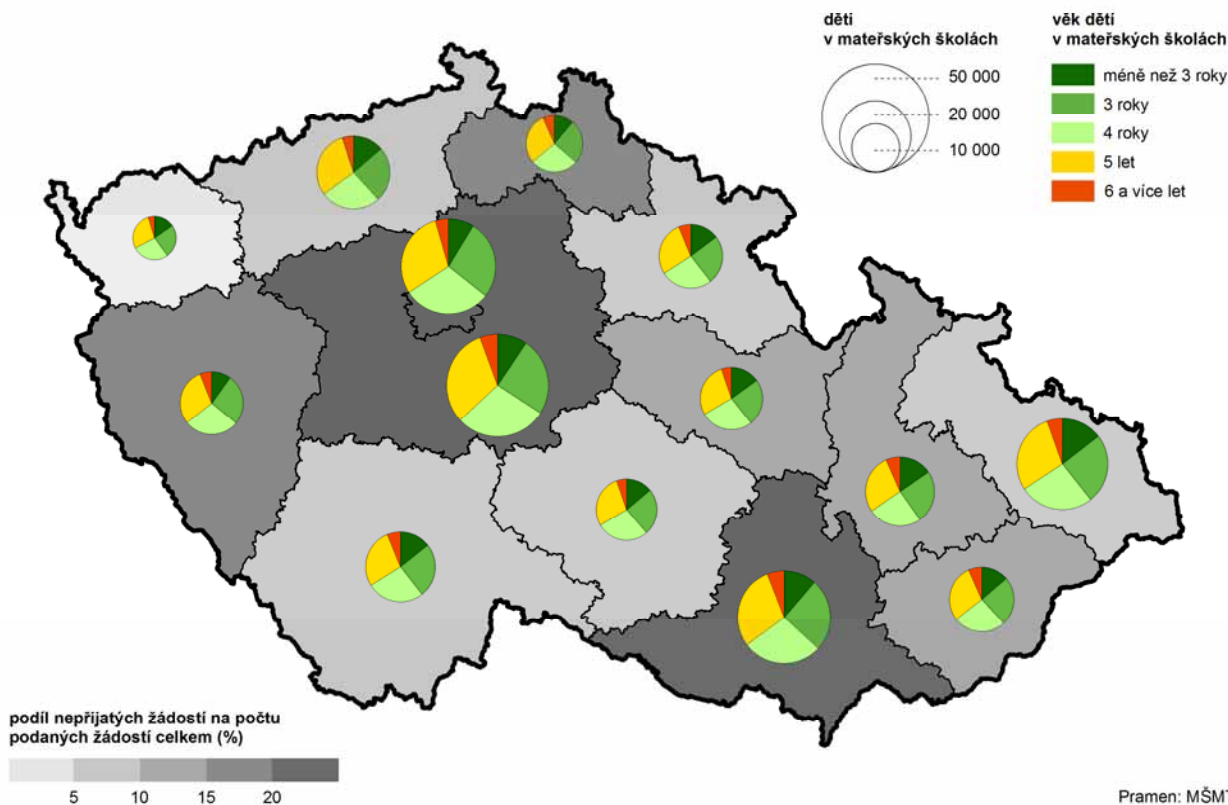 děti
v mateřských školách
50 000
20 000
10 000
věk dětí
v mateřských školách
méně než 3 roky
3 roky
4 roky
5 let
6 a více let
podíl nepřijatých žádostí na počtu
podaných žádostí celkem (%)
5 10 15 20
Pramen: MŠMT